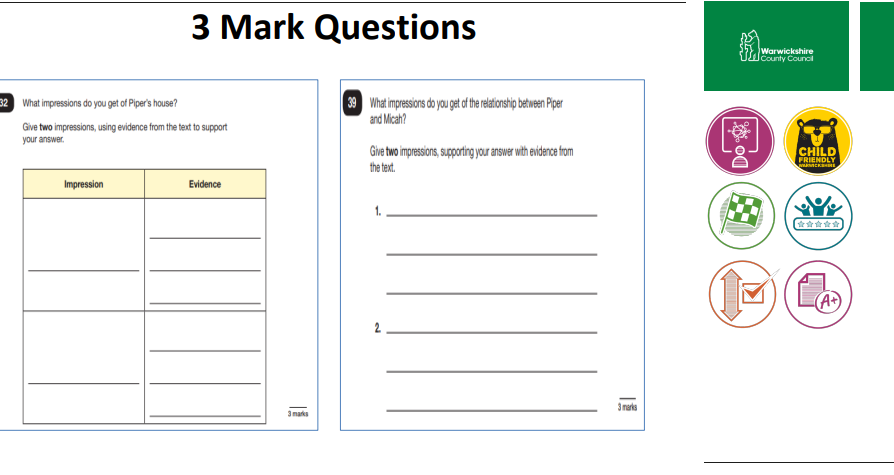 3 Mark Questions
Warwickshire
County Council
32 What impressions do you get of Piper's house?
Give two impressions, using evidence from the text to support
your answer.
Impression Evidence
3 marks
39 What impressions do you get of the relationship between Piper
and Micah?
Give two impressions, supporting your answer with evidence from
the text.
1.
2.
3 marks
CHILD
FRIENDLY
WARWICKSHIRE
A+